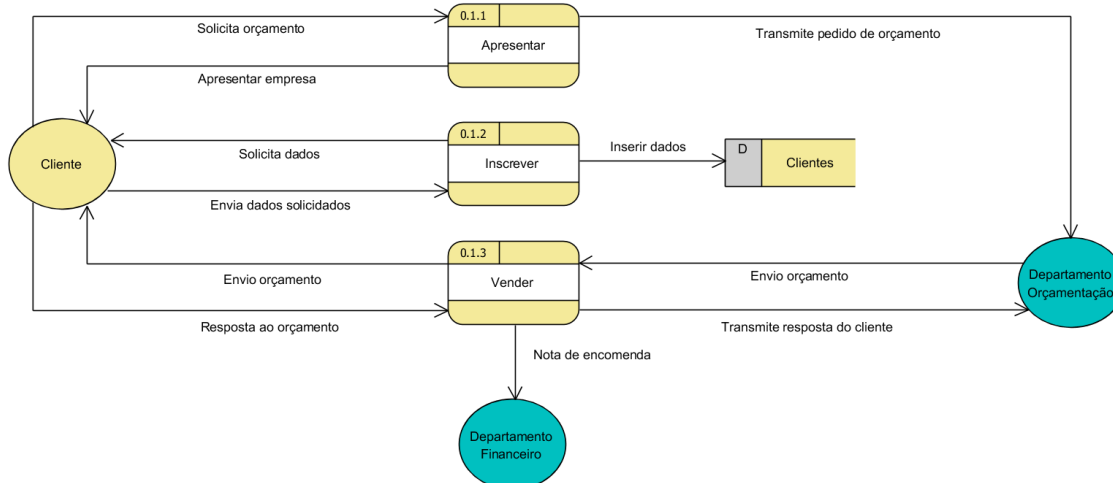 0.1.1
Solicita orçamento
Apresentar
Transmite pedido de orçamento
Apresentar empresa
0.1.2
Solicita dados
Inscrever
Inserir dados
D
Clientes
Cliente
Envia dados solicidados
0.1.3
Envio orçamento
Vender
Envio orçamento
Departamento
Orçamentação
Resposta ao orçamento
Transmite resposta do cliente
Nota de encomenda
Departamento
Financeiro